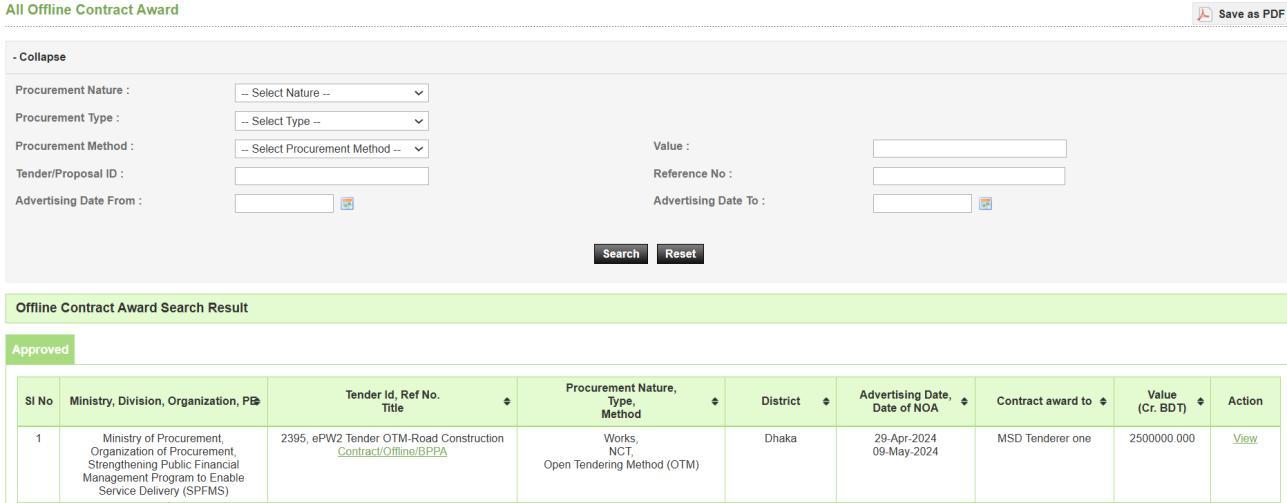 All Offline Contract Award
Save as PDF
- Collapse
Procurement Nature :
-- Select Nature --
Procurement Type :
-- Select Type --
Procurement Method :
-- Select Procurement Method --
Value :
Tender/Proposal ID :
Reference No :
Advertising Date From :
Advertising Date To :
Search
Reset
Offline Contract Award Search Result
Approved
Sl No
Ministry, Division, Organization, PE
Tender Id, Ref No.
Title
Procurement Nature,
Type,
Method
District
Advertising Date,
Date of NOA
Contract award to
Value
(Cr. BDT)
Action
1
Ministry of Procurement,
Organization of Procurement,
Strengthening Public Financial
Management Program to Enable
Service Delivery (SPFMS)
2395, ePW2 Tender OTM-Road Construction
Contract/Offline/BPPA
Works,
NCT,
Open Tendering Method (OTM)
Dhaka
29-Apr-2024
09-May-2024
MSD Tenderer one
2500000.000
View